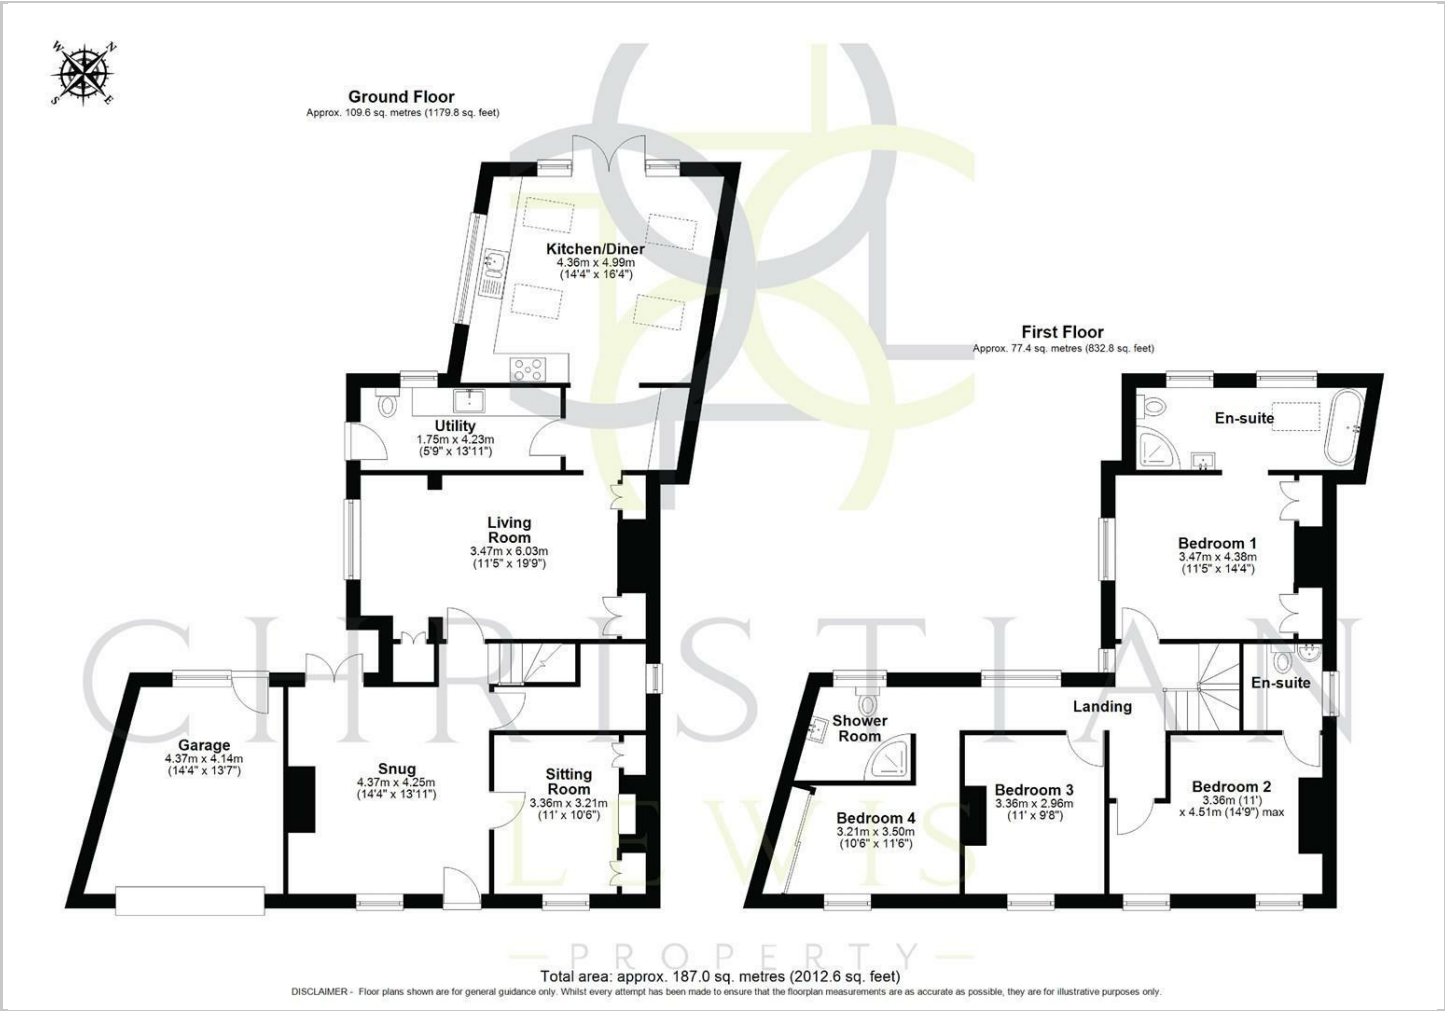 W N
S E
Ground Floor
Approx. 109.6 sq. metres (1179.8 sq. feet)
Kitchen/Diner
4.36m x 4.99m
(14'4" x 16'4")
Utility
1.75m x 4.23m
(5'9" x 13'11")
Living
Room
3.47m x 6.03m
(11'5" x 19'9")
Garage
4.37m x 4.14m
(14'4" x 13'7")
Snug
4.37m x 4.25m
(14'4" x 13'11")
Sitting
Room
3.36m x 3.21m
(11' x 10'6")
First Floor
Approx. 77.4 sq. metres (832.8 sq. feet)
En-suite
Bedroom 1
3.47m x 4.38m
(11'5" x 14'4")
En-suite
Landing
Shower
Room
Bedroom 4
3.21m x 3.50m
(10'6" x 11'6")
Bedroom 3
3.36m x 2.96m
(11' x 9'8")
Bedroom 2
3.36m (11')
x 4.51m (14'9") max
CHRISTIAN
LEWIS
PROPERTY
Total area: approx. 187.0 sq. metres (2012.6 sq. feet)
DISCLAIMER - Floor plans shown are for general guidance only. Whilst every attempt has been made to ensure that the floorplan measurements are as accurate as possible, they are for illustrative purposes only.